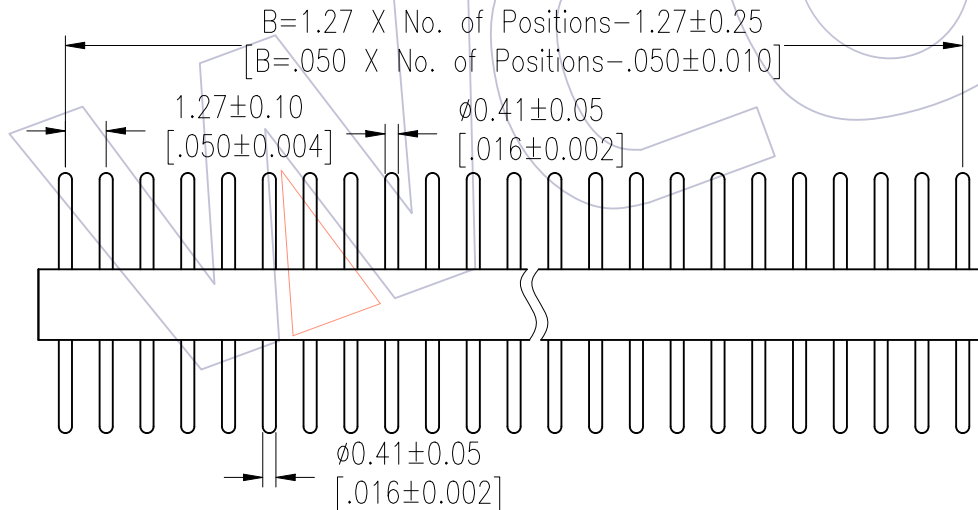 B=1.27 X No. of Positions-1.27±0.25
[B=.050 X No. of Positions-.050±0.010]
1.27±0.10
[.050±0.004]
ø0.41±0.05
[.016±0.002]
ø0.41±0.05
[.016±0.002]